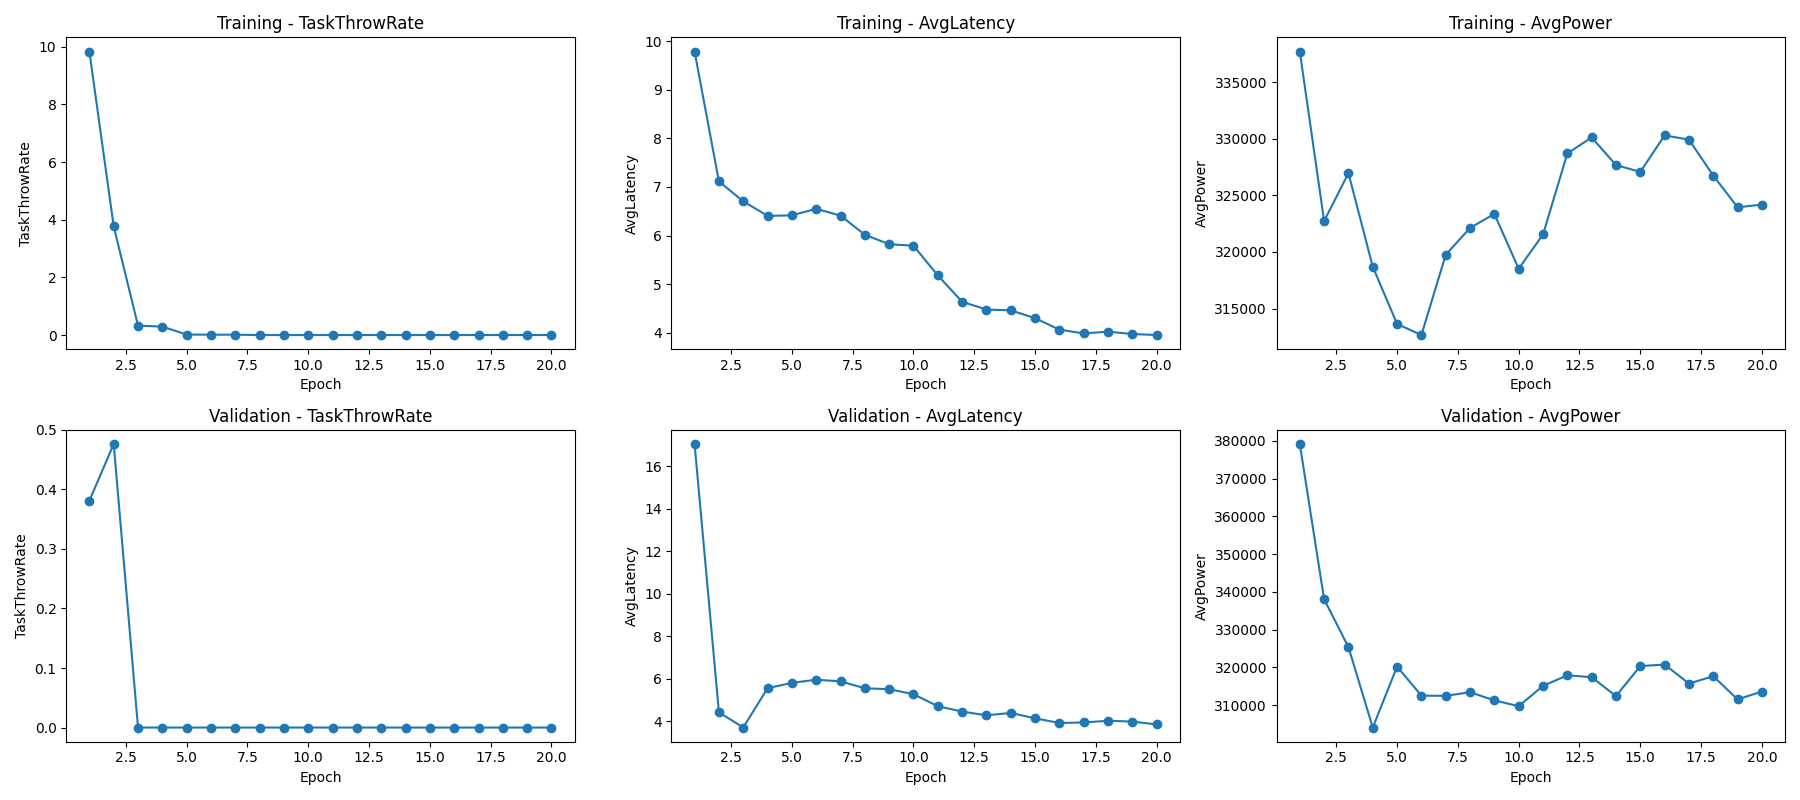 Training - TaskThrowRate
TaskThrowRate
10
8
6
4
2
0
2.5 5.0 7.5 10.0 12.5 15.0 17.5 20.0
Epoch
Training - AvgLatency
AvgLatency
10
9
8
7
6
5
4
2.5 5.0 7.5 10.0 12.5 15.0 17.5 20.0
Epoch
Training - AvgPower
AvgPower
335000
330000
325000
320000
315000
2.5 5.0 7.5 10.0 12.5 15.0 17.5 20.0
Epoch
Validation - TaskThrowRate
TaskThrowRate
0.5
0.4
0.3
0.2
0.1
0.0
2.5 5.0 7.5 10.0 12.5 15.0 17.5 20.0
Epoch
Validation - AvgLatency
AvgLatency
16
14
12
10
8
6
4
2.5 5.0 7.5 10.0 12.5 15.0 17.5 20.0
Epoch
Validation - AvgPower
AvgPower
380000
370000
360000
350000
340000
330000
320000
310000
2.5 5.0 7.5 10.0 12.5 15.0 17.5 20.0
Epoch